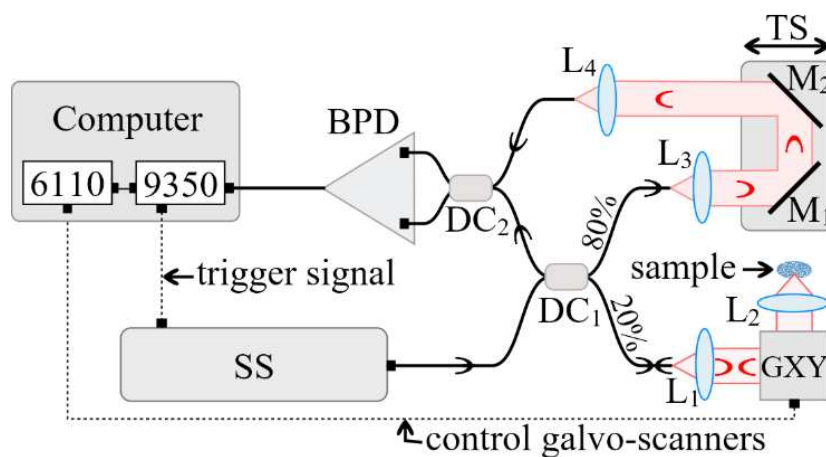 TS
L₄
M₂
Computer
BPD
6110
9350
L₃
DC₂
80%
M₁
trigger signal
sample
DC₁
20%
L₂
SS
L₁
GXY
control galvo-scanners